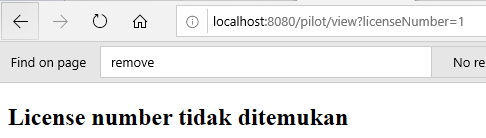 localhost:8080/pilot/view?licenseNumber=1
Find on page remove No re
License number tidak ditemukan